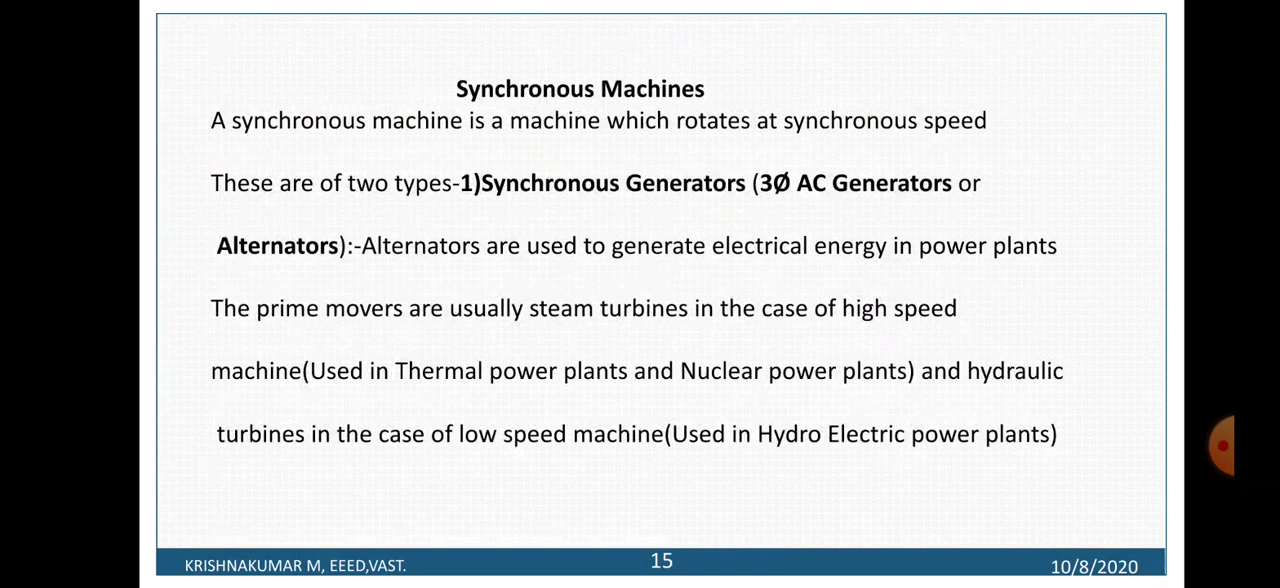 Synchronous Machines
A synchronous machine is a machine which rotates at synchronous speed
These are of two types-1)Synchronous Generators (3Ø AC Generators or
Alternators):-Alternators are used to generate electrical energy in power plants
The prime movers are usually steam turbines in the case of high speed
machine(Used in Thermal power plants and Nuclear power plants) and hydraulic
turbines in the case of low speed machine(Used in Hydro Electric power plants)
KRISHNAKUMAR M, EEED,VAST. 15 10/8/2020